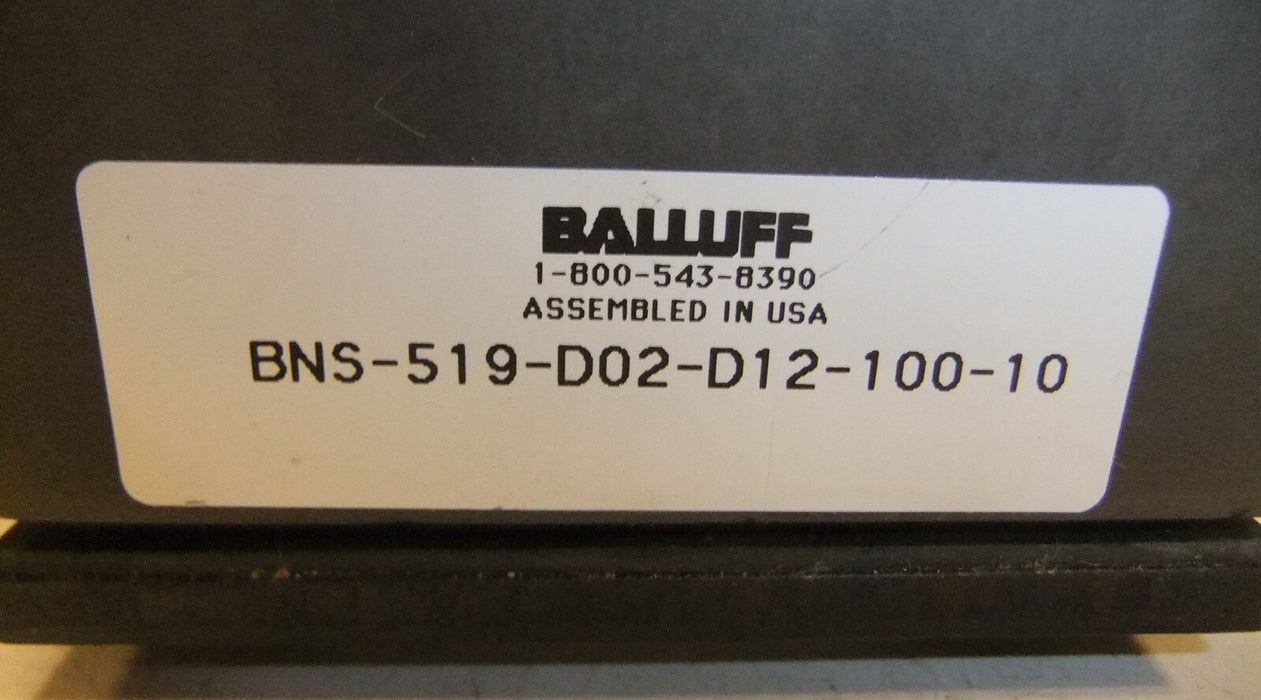 BALLUFF
1-800-543-8390
ASSEMBLED IN USA
BNS-519-D02-D12-100-10